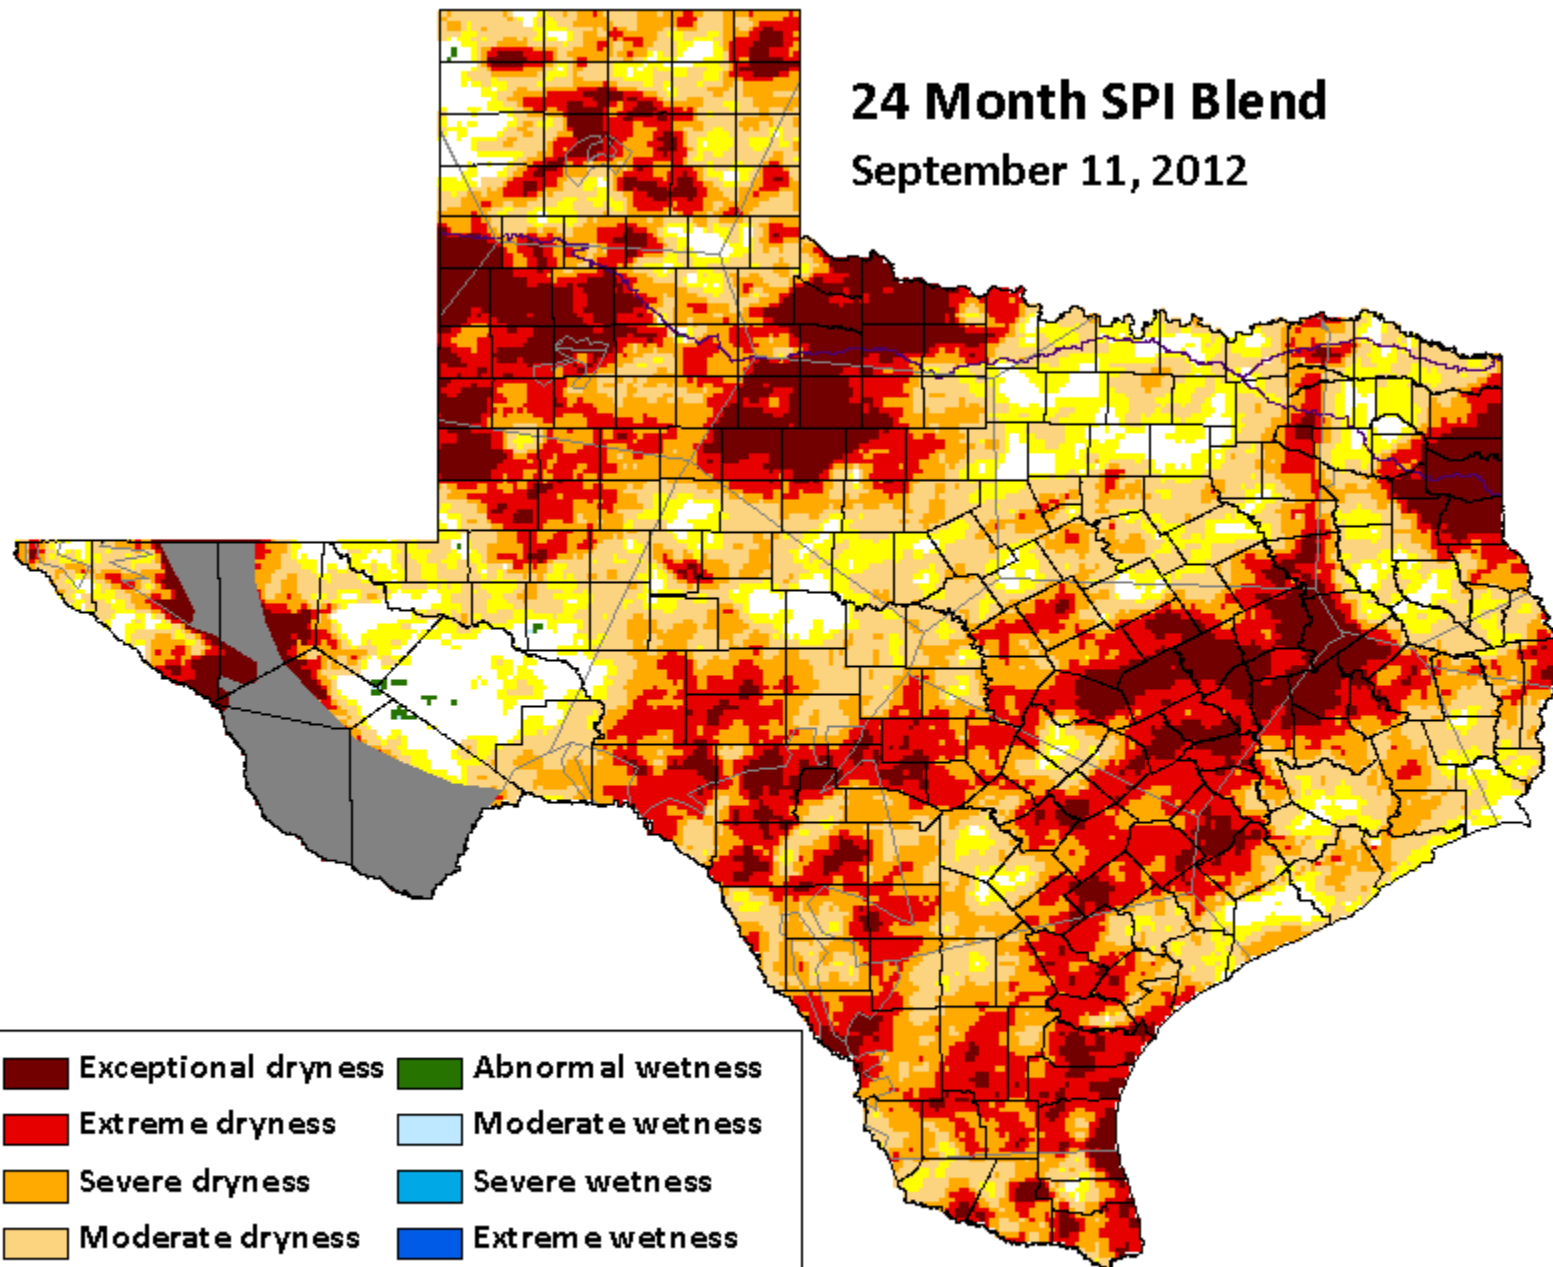 24 Month SPI Blend
September 11, 2012
Exceptional dryness
Abnormal wetness
Extreme dryness
Moderate wetness
Severe dryness
Severe wetness
Moderate dryness
Extreme wetness